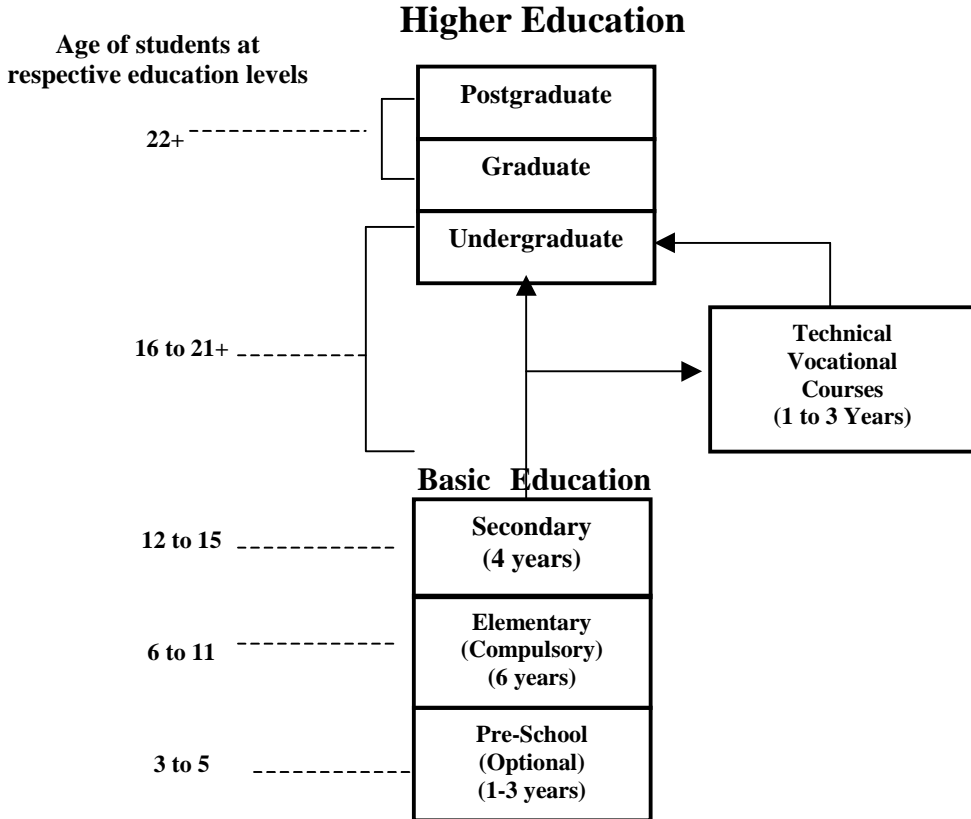 Higher Education
Age of students at
respective education levels
Postgraduate
22+
Graduate
Undergraduate
16 to 21+
Technical
Vocational
Courses
(1 to 3 Years)
Basic Education
12 to 15
Secondary
(4 years)
6 to 11
Elementary
(Compulsory)
(6 years)
3 to 5
Pre-School
(Optional)
(1-3 years)